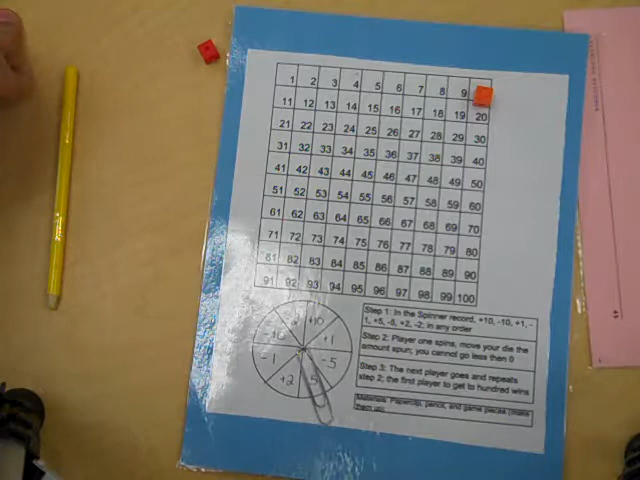 1 2 3 4 5 6 7 8 9
11 12 13 14 15 16 17 18 19 20
21 22 23 24 25 26 27 28 29 30
31 32 33 34 35 36 37 38 39 40
41 42 43 44 45 46 47 48 49 50
51 52 53 54 55 56 57 58 59 60
61 62 63 64 65 66 67 68 69 70
71 72 73 74 75 76 77 78 79 80
81 82 83 84 85 86 87 88 89 90
91 92 93 94 95 96 97 98 99 100
+10
-10 +1
-1 -5
+2 5
Step 1: In the Spinner record, +10, -10, +1, -
1, +5, -5, +2, -2; in any order
Step 2: Player one spins, move your die the
amount spun; you cannot go less then 0
Step 3: The next player goes and repeats
step 2; the first player to get to hundred wins
Materials: Paperclip, pencil, and game pieces (make
them up)